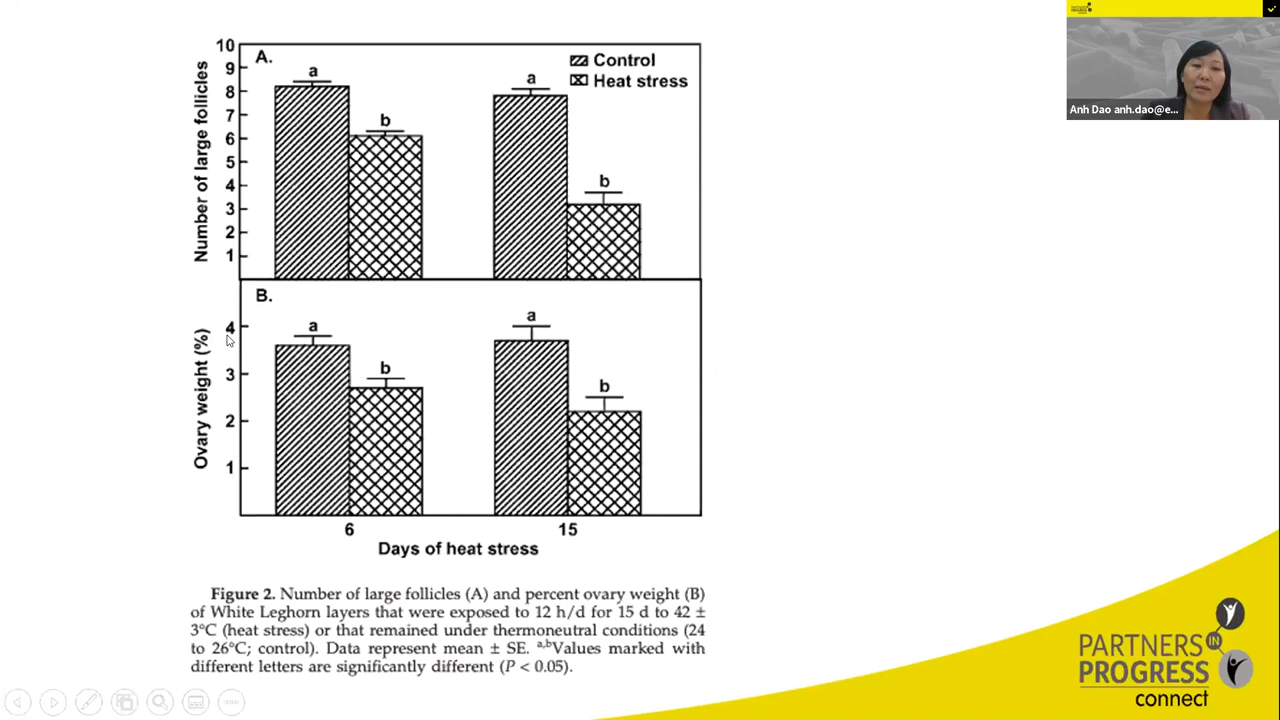 A.
Control
Heat stress
Number of large follicles
10
9
8
7
6
5
4
3
2
1
a
b
a
b
B.
Ovary weight (%)
4
3
2
1
a
b
a
b
6
15
Days of heat stress
Figure 2. Number of large follicles (A) and percent ovary weight (B)
of White Leghorn layers that were exposed to 12 h/d for 15 d to 42 ±
3°C (heat stress) or that remained under thermoneutral conditions (24
to 26°C; control). Data represent mean ± SE. a,bValues marked with
different letters are significantly different (P < 0.05).
Anh Dao anh.dao@e...
PARTNERS
IN
PROGRESS
connect